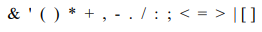 & ' ( ) * + , - . / : ; < = > | [ ]